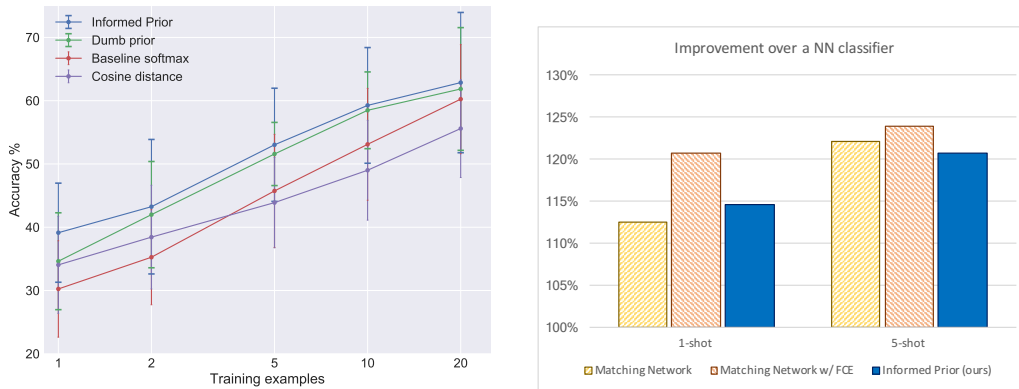 Informed Prior
Dumb prior
Baseline softmax
Cosine distance
Accuracy %
70
60
50
40
30
20
1 2 5 10 20
Training examples
Improvement over a NN classifier
130%
125%
120%
115%
110%
105%
100%
1-shot 5-shot
Matching Network Matching Network w/ FCE Informed Prior (ours)